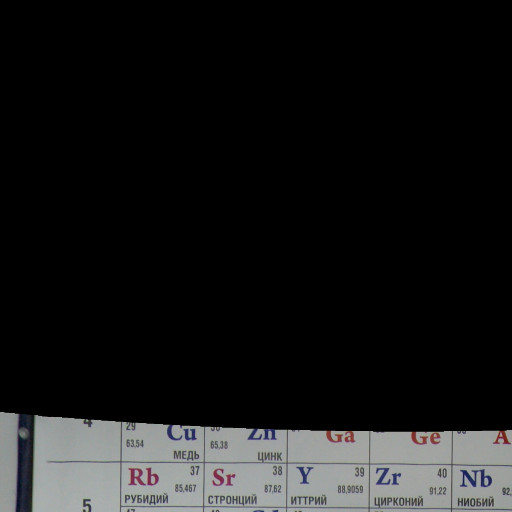 4 29 63,54 Cu МЕДЬ 65,38 Zn ЦИНК Ga Ge
Rb 37 85,467 РУБИДИЙ Sr 38 87,62 СТРОНЦИЙ Y 39 88,9059 ИТТРИЙ Zr 40 91,22 ЦИРКОНИЙ Nb 92, НИОБИЙ
5